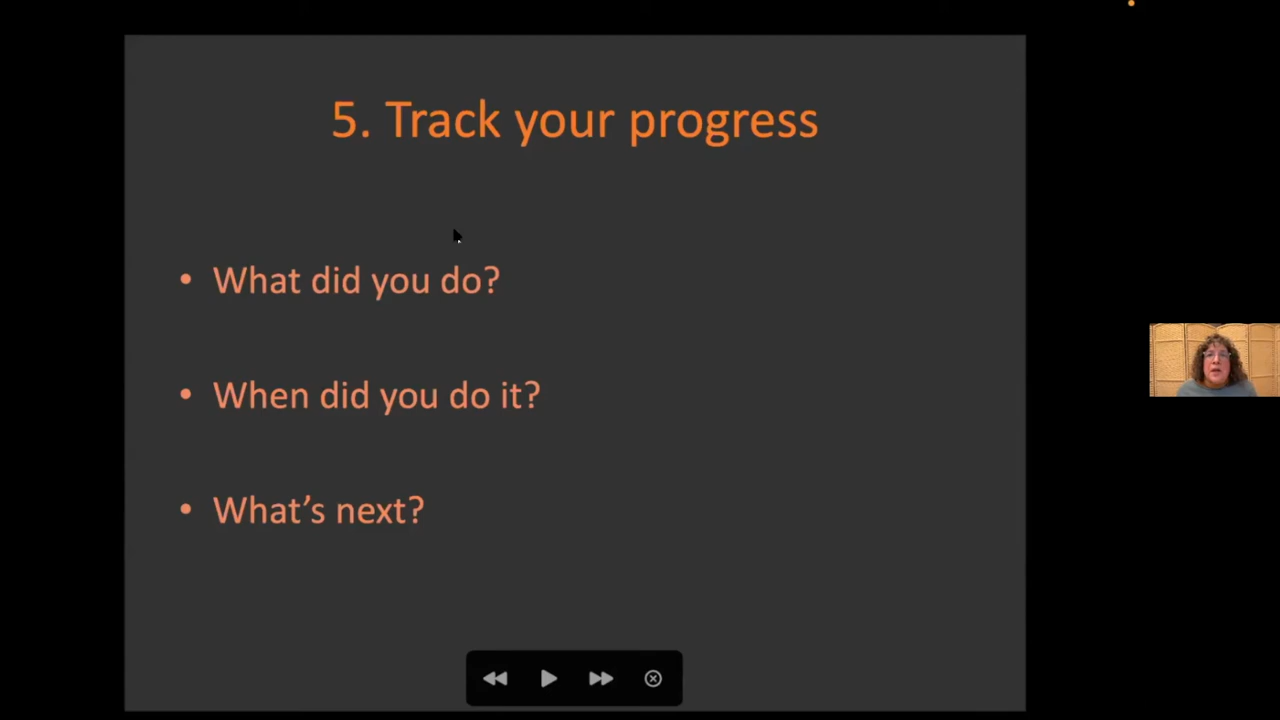 5. Track your progress
• What did you do?
• When did you do it?
• What’s next?